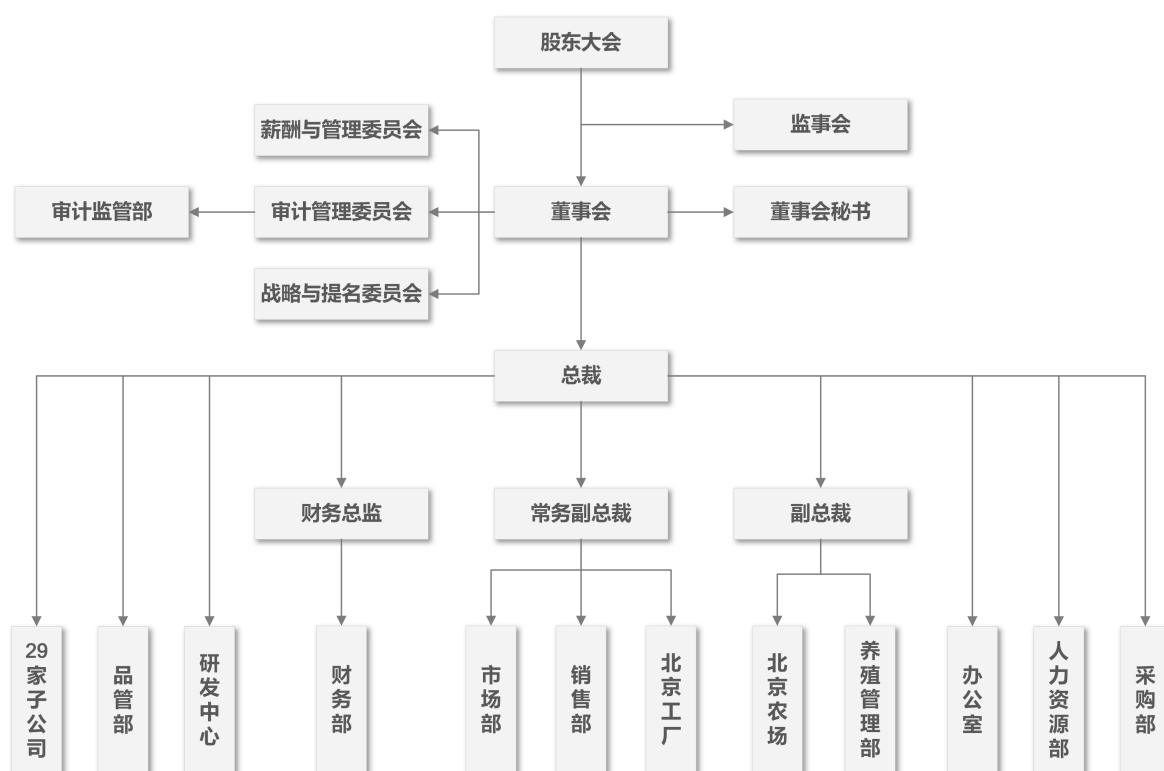 股东大会
监事会
薪酬与管理委员会
审计监管部
审计管理委员会
董事会
董事会秘书
战略与提名委员会
总裁
财务总监
常务副总裁
副总裁
29家子公司
品管部
研发中心
财务部
市场部
销售部
北京工厂
北京农场
养殖管理部
办公室
人力资源部
采购部